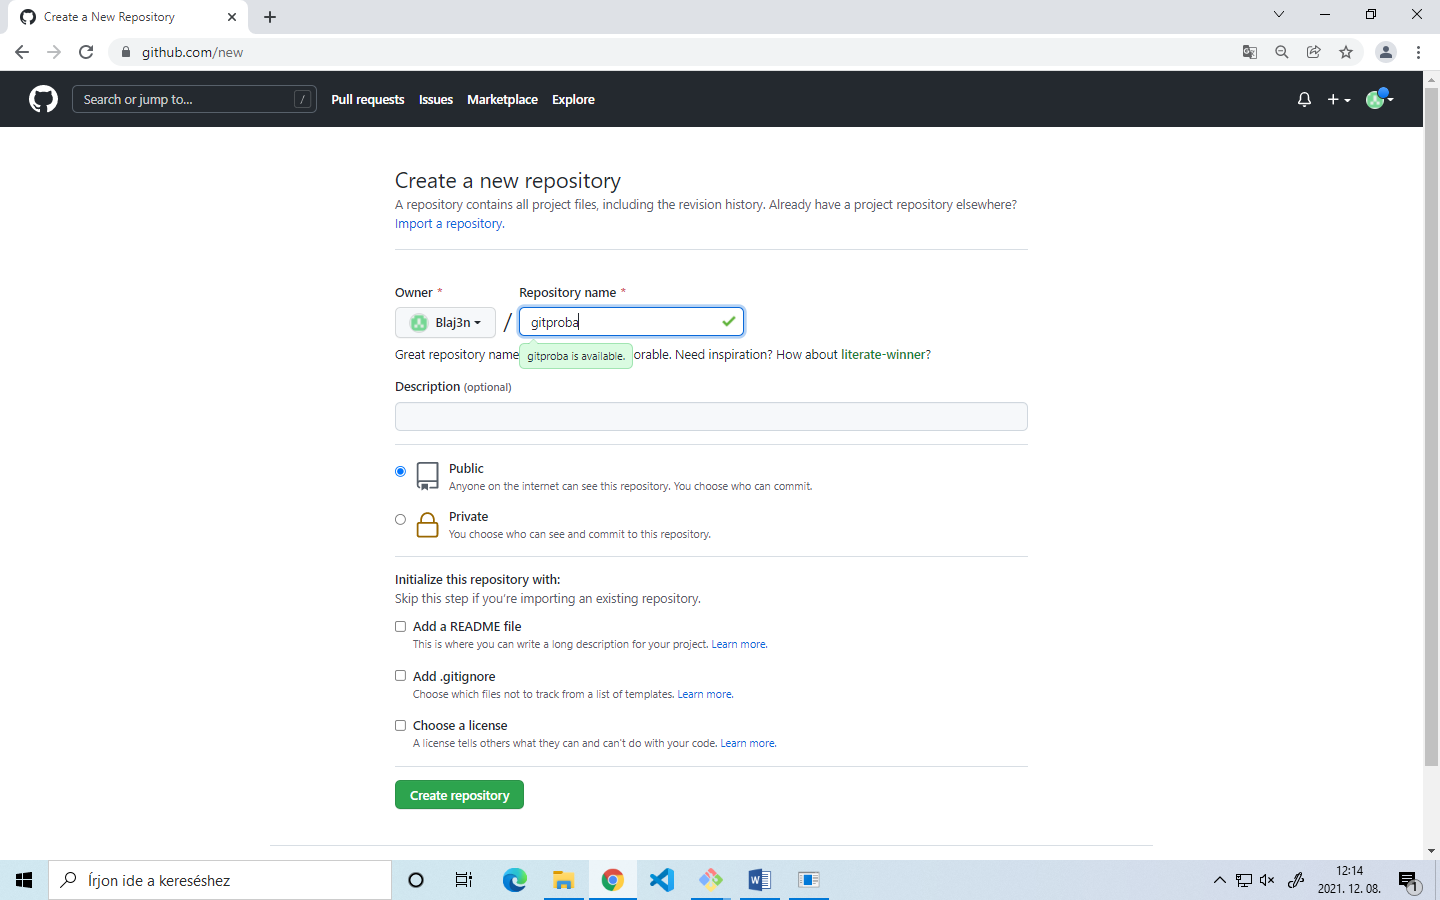 Create a New Repository
github.com/new
Search or jump to...
/
Pull requests
Issues
Marketplace
Explore
Create a new repository
A repository contains all project files, including the revision history. Already have a project repository elsewhere?
Import a repository.
Owner *
Repository name *
Blaj3n
/
gitproba
Great repository name
gitproba is available.
orable. Need inspiration? How about literate-winner?
Description (optional)
Public
Anyone on the internet can see this repository. You choose who can commit.
Private
You choose who can see and commit to this repository.
Initialize this repository with:
Skip this step if you're importing an existing repository.
Add a README file
This is where you can write a long description for your project. Learn more.
Add .gitignore
Choose which files not to track from a list of templates. Learn more.
Choose a license
A license tells others what they can and can't do with your code. Learn more.
Create repository
Írjon ide a kereséshez
12:14
2021. 12. 08.
1